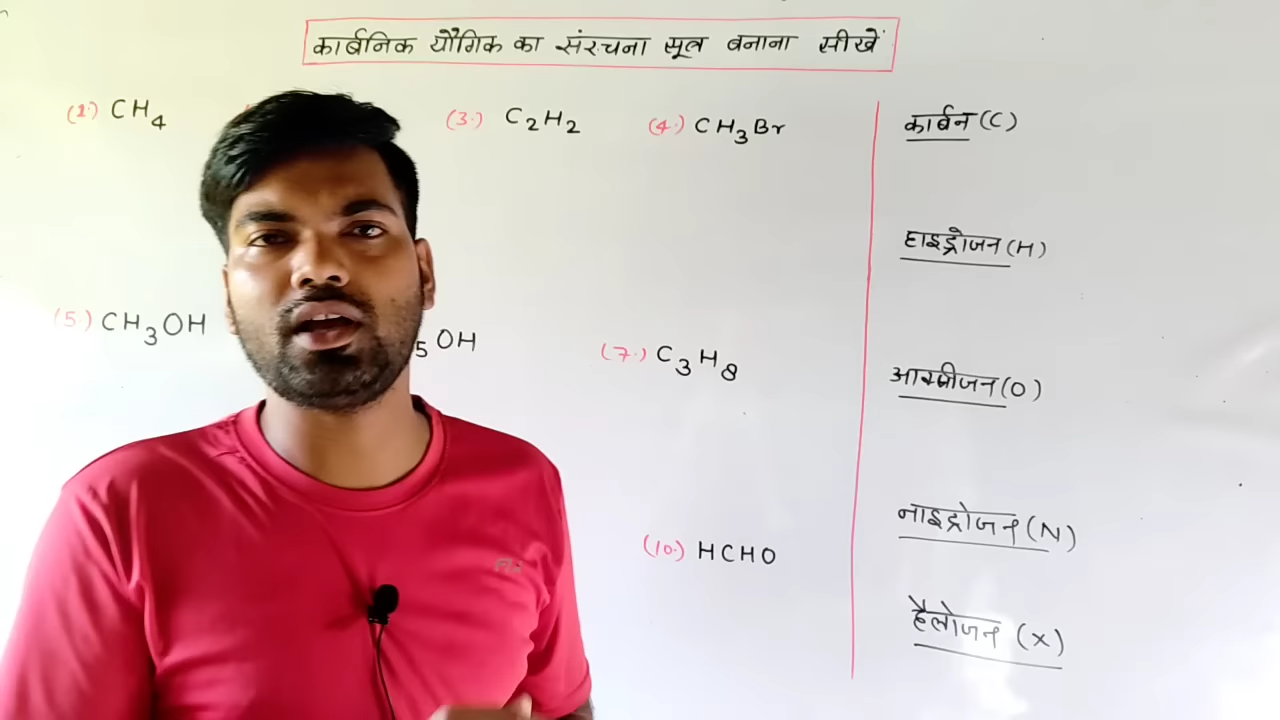 कार्बनिक यौगिक का संरचना सूत्र बनाना सीखें
(1.) CH4
(3.) C2H2
(4.) CH3Br
(5.) CH3OH
5OH
(7.) C3H8
(10.) HCHO
कार्बन (C)
हाइड्रोजन (H)
आक्सीजन (O)
नाइट्रोजन (N)
हैलोजन (X)